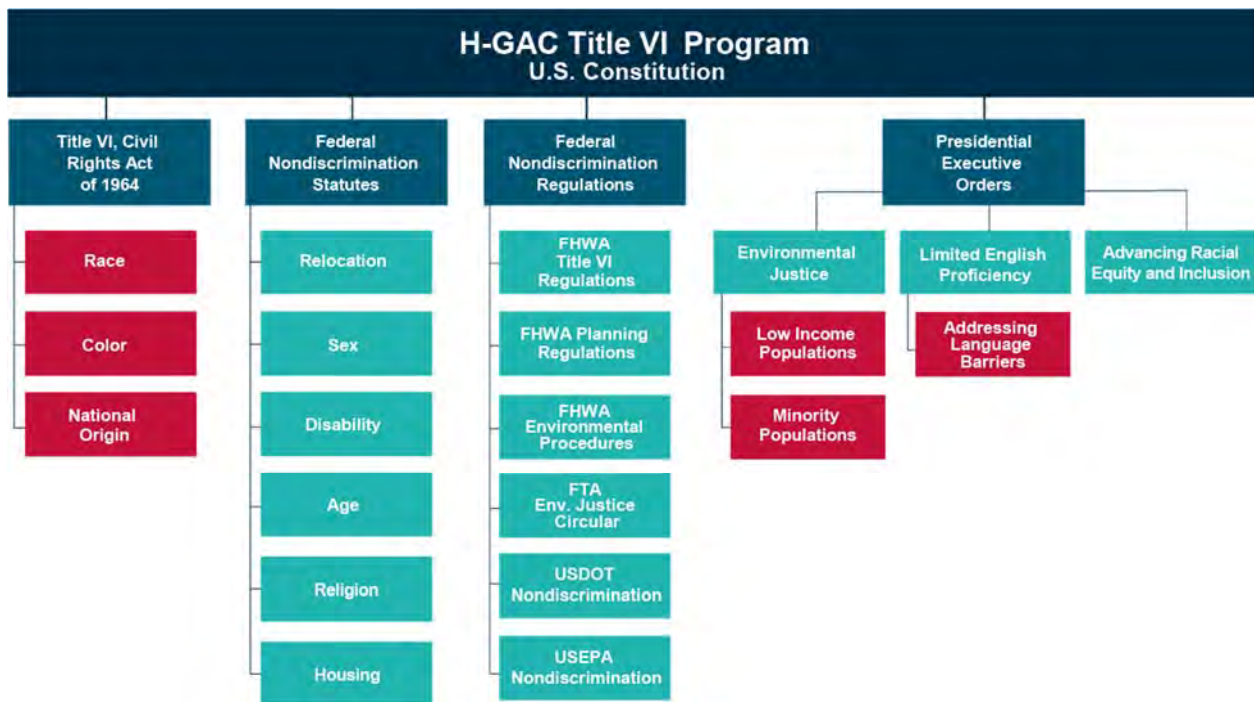 H-GAC Title VI Program
U.S. Constitution
Title VI, Civil
Rights Act
of 1964
Race
Color
National
Origin
Federal
Nondiscrimination
Statutes
Relocation
Sex
Disability
Age
Religion
Housing
Federal
Nondiscrimination
Regulations
FHWA
Title VI
Regulations
FHWA Planning
Regulations
FHWA
Environmental
Procedures
FTA
Env. Justice
Circular
USDOT
Nondiscrimination
USEPA
Nondiscrimination
Presidential
Executive
Orders
Environmental
Justice
Low Income
Populations
Minority
Populations
Limited English
Proficiency
Addressing
Language
Barriers
Advancing Racial
Equity and Inclusion